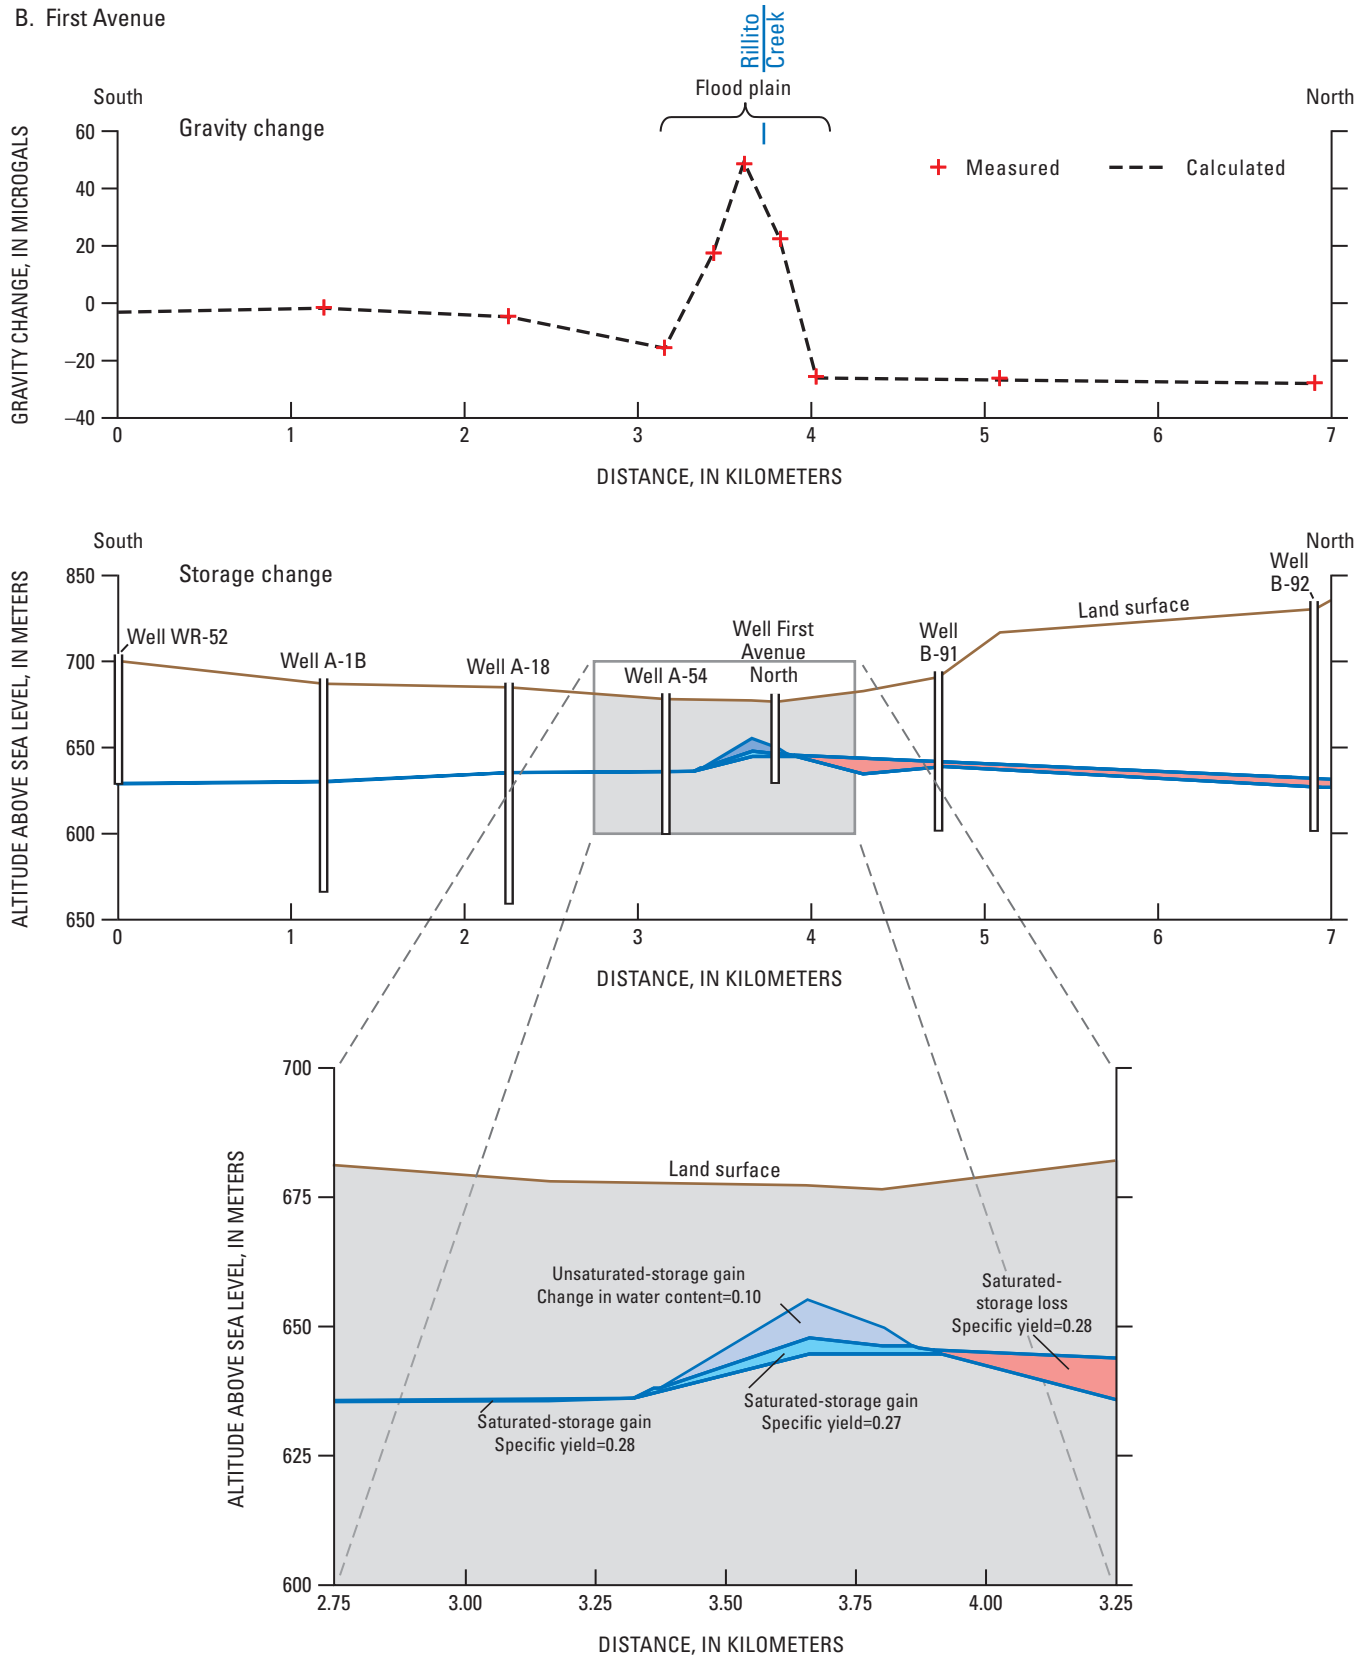 B. First Avenue
Rillito
Creek
Flood plain
South
North
Gravity change
GRAVITY CHANGE, IN MICROGALS
60
40
20
0
–20
–40
Measured
Calculated
0 1 2 3 4 5 6 7
DISTANCE, IN KILOMETERS
South
North
Storage change
ALTITUDE ABOVE SEA LEVEL, IN METERS
850
700
650
600
650
Well WR-52
Well A-1B
Well A-18
Well A-54
Well First
Avenue
North
Well
B-91
Land surface
Well
B-92
0 1 2 3 4 5 6 7
DISTANCE, IN KILOMETERS
ALTITUDE ABOVE SEA LEVEL, IN METERS
700
675
650
625
600
Land surface
Unsaturated-storage gain
Change in water content=0.10
Saturated-
storage loss
Specific yield=0.28
Saturated-storage gain
Specific yield=0.27
Saturated-storage gain
Specific yield=0.28
2.75 3.00 3.25 3.50 3.75 4.00 3.25
DISTANCE, IN KILOMETERS